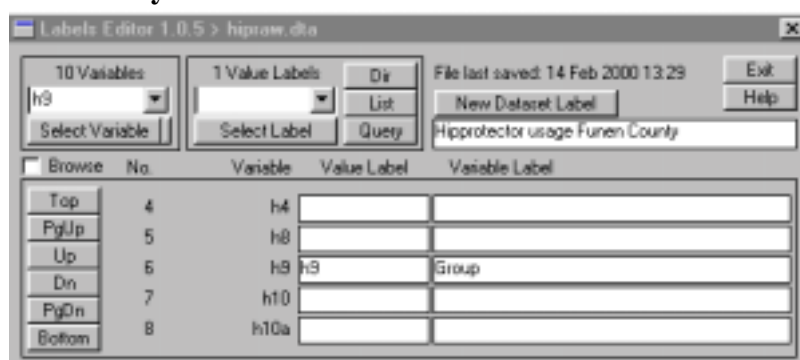 Labels Editor 1.0.5 > hipraw.dta
10 Variables
h9
Select Variable
1 Value Labels
Select Label
Dir
List
Query
File last saved: 14 Feb 2000 13:29
New Dataset Label
Hipprotector usage Funen County
Exit
Help
Browse No. Variable Value Label Variable Label
Top
PgUp
Up
Dn
PgDn
Bottom
4 h4
5 h8
6 h9 h9 Group
7 h10
8 h10a